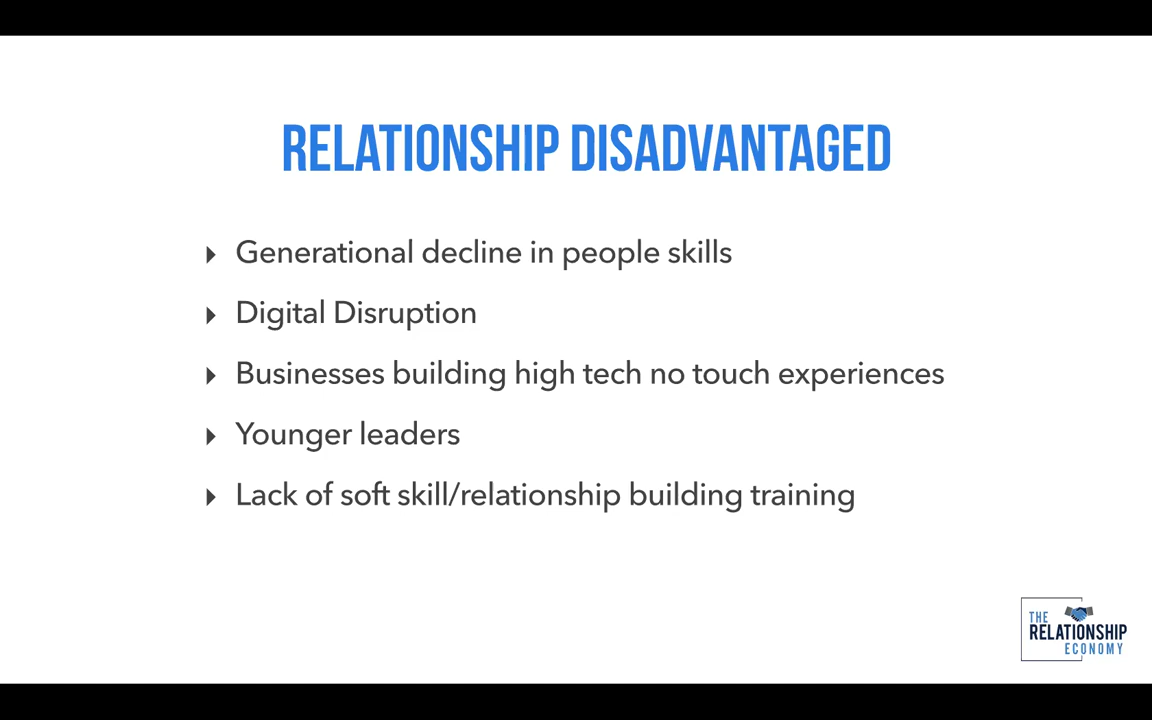 RELATIONSHIP DISADVANTAGED
Generational decline in people skills
Digital Disruption
Businesses building high tech no touch experiences
Younger leaders
Lack of soft skill/relationship building training
THE
RELATIONSHIP
ECONOMY